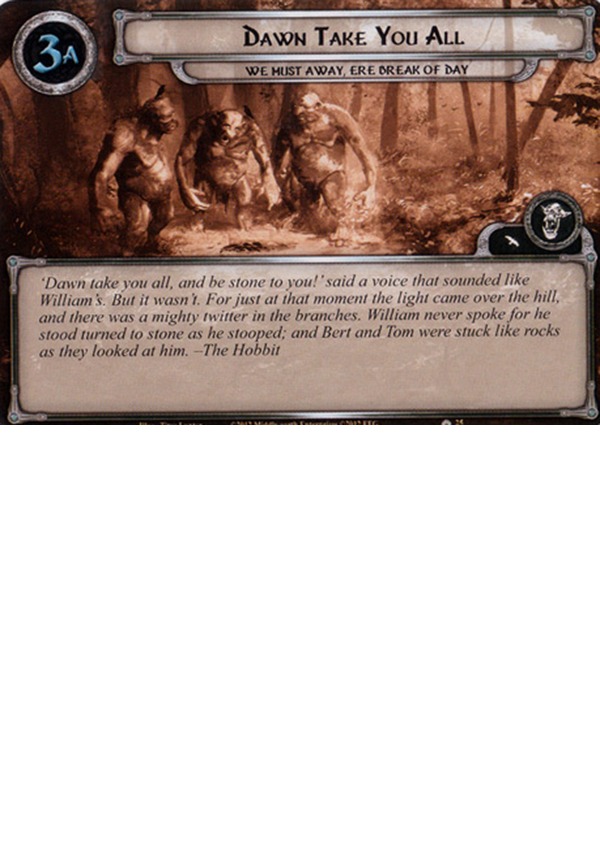 3A
Dawn Take You All
We Must Away, Ere Break of Day
'Dawn take you all, and be stone to you!' said a voice that sounded like
William's. But it wasn't. For just at that moment the light came over the hill,
and there was a mighty twitter in the branches. William never spoke for he
stood turned to stone as he stooped; and Bert and Tom were stuck like rocks
as they looked at him. –The Hobbit
25